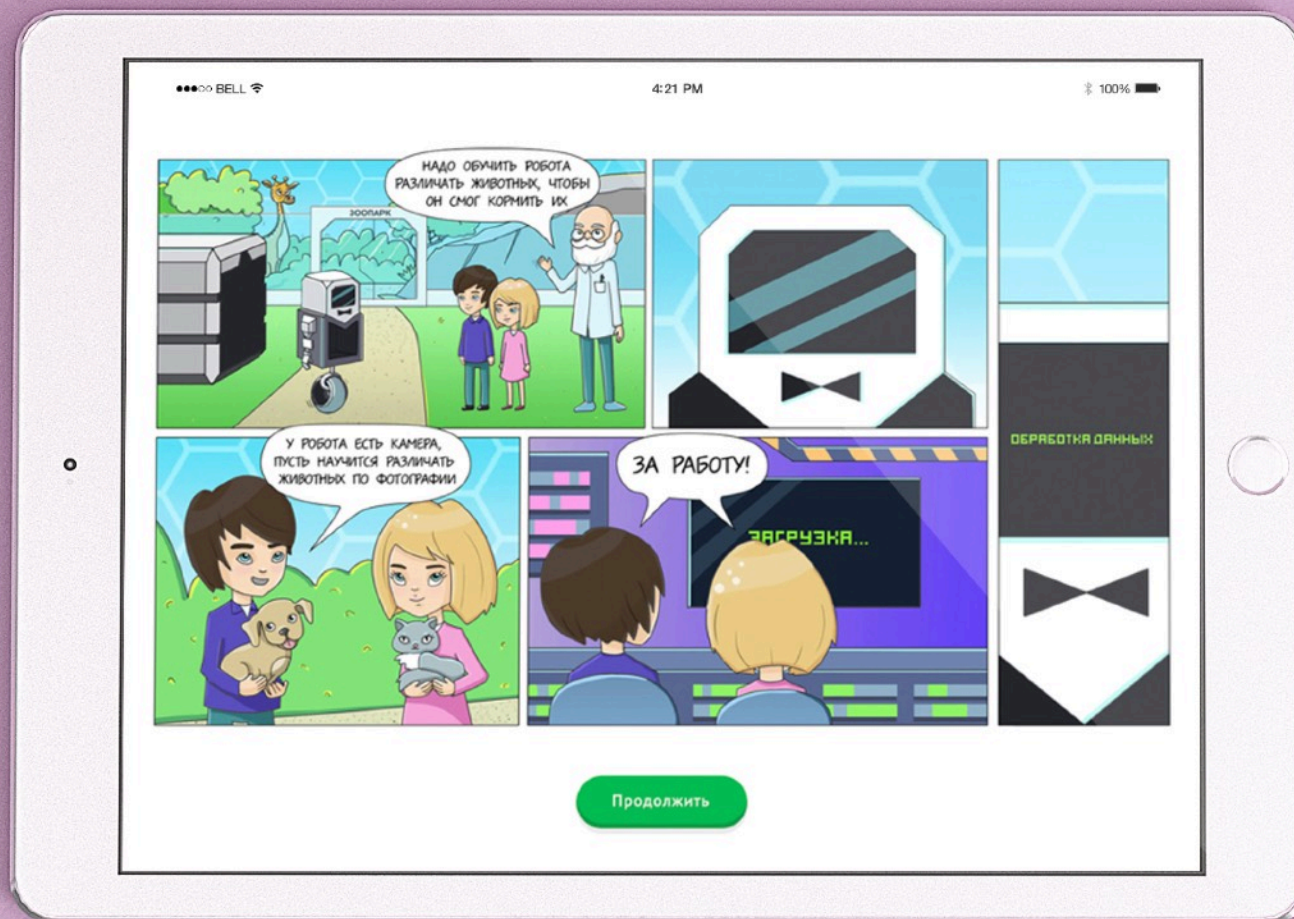 BELL 4:21 PM 100%
НАДО ОБУЧИТЬ РОБОТА
РАЗЛИЧАТЬ ЖИВОТНЫХ, ЧТОБЫ
ОН СМОГ КОРМИТЬ ИХ
ЗООПАРК
ОБРАБОТКА ДАННЫХ
У РОБОТА ЕСТЬ КАМЕРА,
ПУСТЬ НАУЧИТСЯ РАЗЛИЧАТЬ
ЖИВОТНЫХ ПО ФОТОГРАФИИ
ЗА РАБОТУ!
ЗАГРУЗКА...
Продолжить